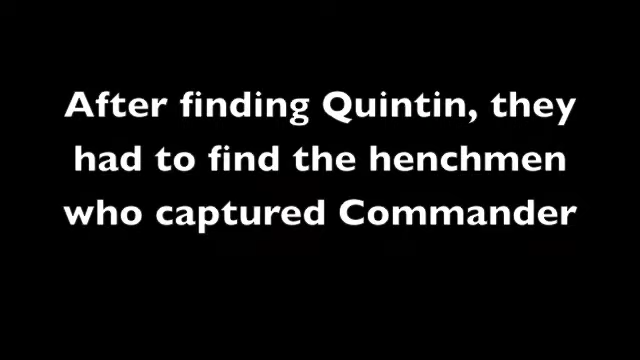 After finding Quintin, they
had to find the henchmen
who captured Commander